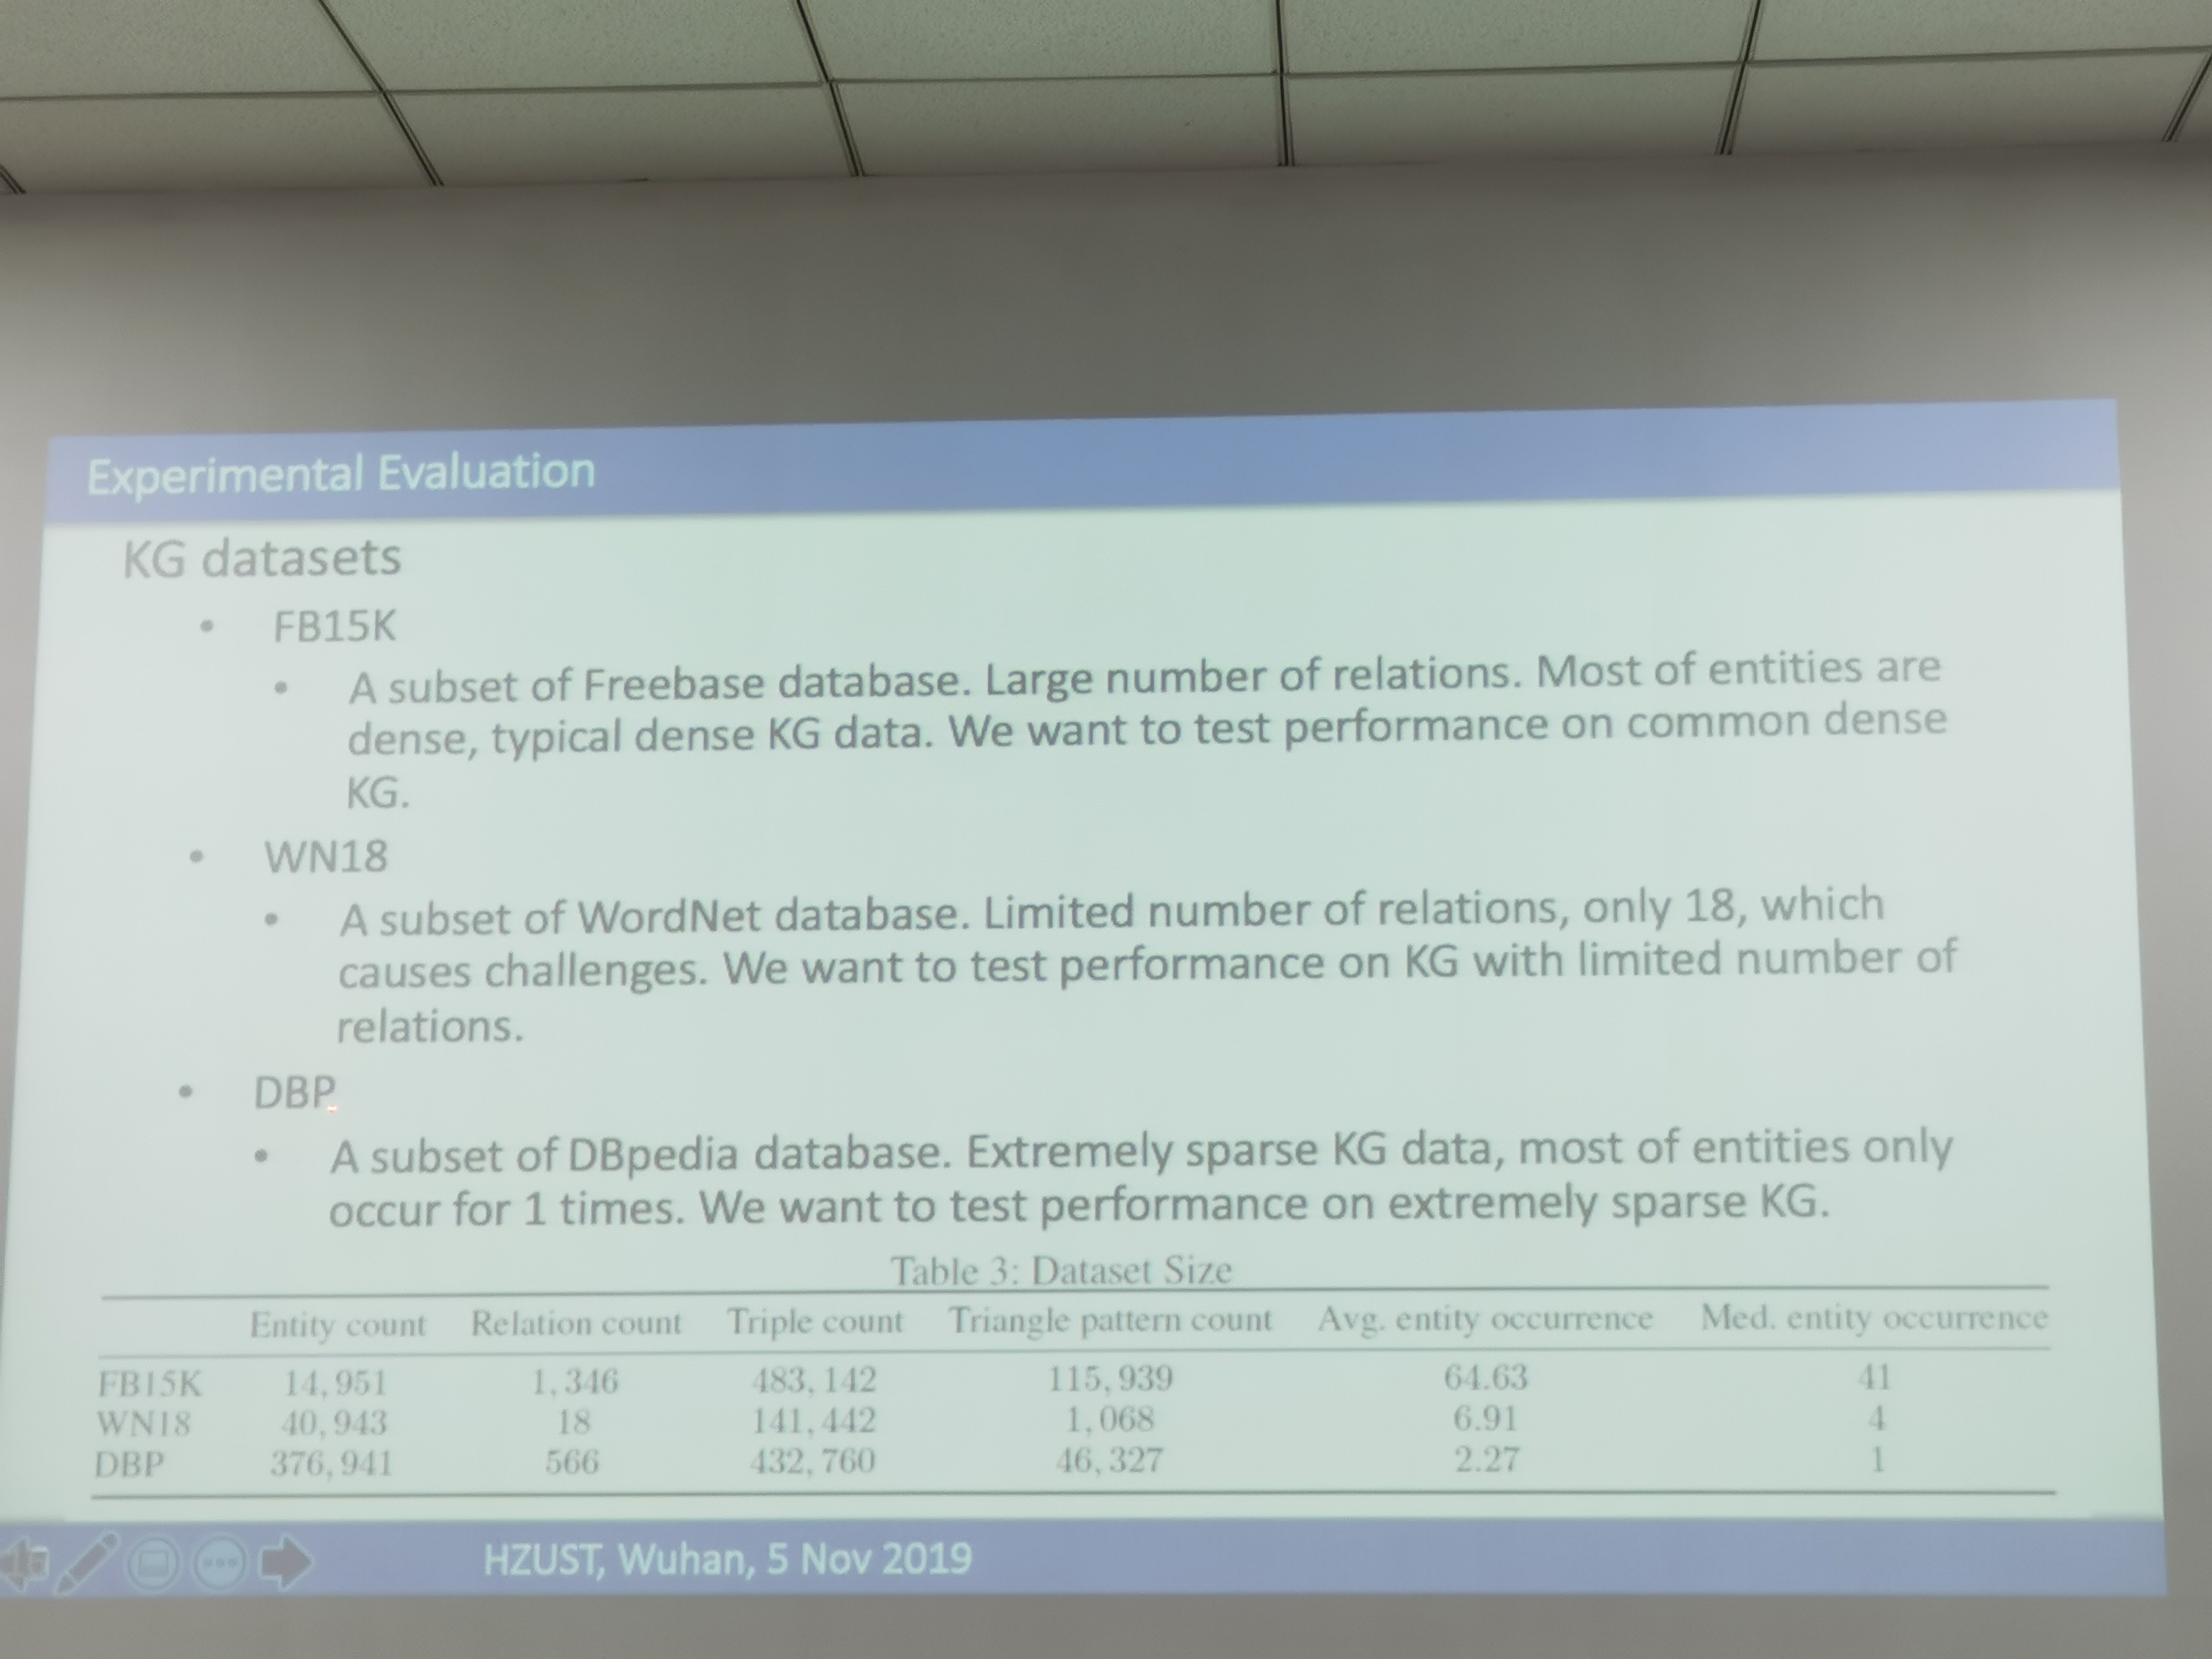 Experimental Evaluation
KG datasets
• FB15K
• A subset of Freebase database. Large number of relations. Most of entities are
dense, typical dense KG data. We want to test performance on common dense
KG.
• WN18
• A subset of WordNet database. Limited number of relations, only 18, which
causes challenges. We want to test performance on KG with limited number of
relations.
• DBP
• A subset of DBpedia database. Extremely sparse KG data, most of entities only
occur for 1 times. We want to test performance on extremely sparse KG.
Table 3: Dataset Size
Entity count Relation count Triple count Triangle pattern count Avg. entity occurrence Med. entity occurrence
FB15K 14,951 1,346 483,142 115,939 64.63 41
WN18 40,943 18 141,442 1,068 6.91 4
DBP 376,941 566 432,760 46,327 2.27 1
HZUST, Wuhan, 5 Nov 2019